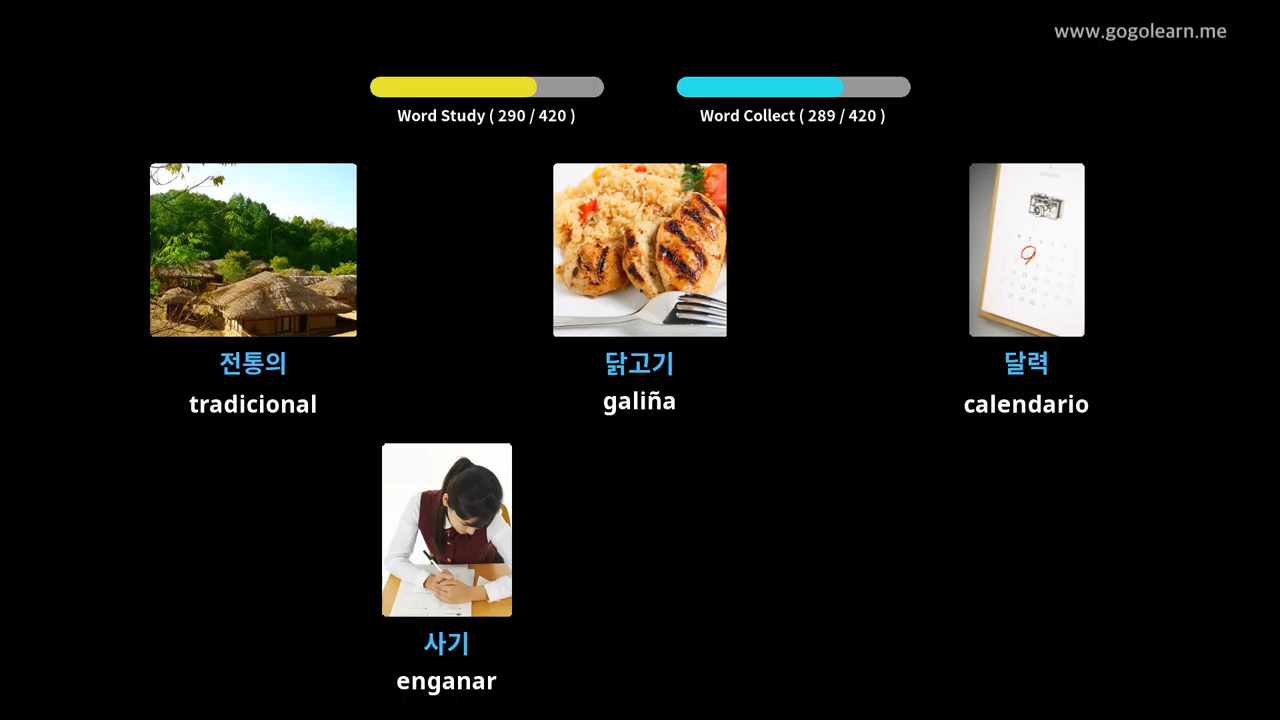 www.gogolearn.me
Word Study ( 290 / 420 )
Word Collect ( 289 / 420 )
전통의
닭고기
달력
tradicional
galiña
calendario
사기
enganar